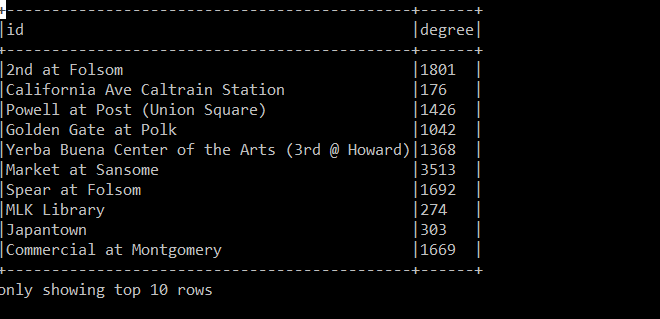 +---------------------------------------------+------+
|id                                           |degree|
+---------------------------------------------+------+
|2nd at Folsom                                |1801  |
|California Ave Caltrain Station              |176   |
|Powell at Post (Union Square)                |1426  |
|Golden Gate at Polk                          |1042  |
|Yerba Buena Center of the Arts (3rd @ Howard)|1368  |
|Market at Sansome                            |3513  |
|Spear at Folsom                              |1692  |
|MLK Library                                  |274   |
|Japantown                                    |303   |
|Commercial at Montgomery                     |1669  |
+---------------------------------------------+------+
only showing top 10 rows